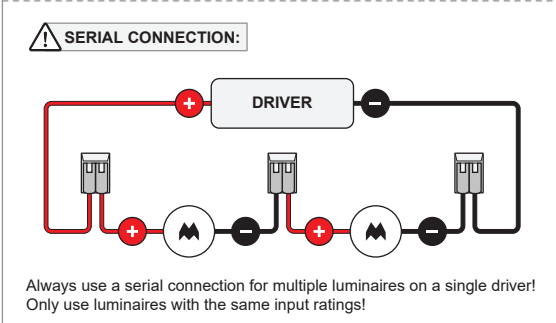 SERIAL CONNECTION:
+ DRIVER −
+ − + −
Always use a serial connection for multiple luminaires on a single driver!
Only use luminaires with the same input ratings!